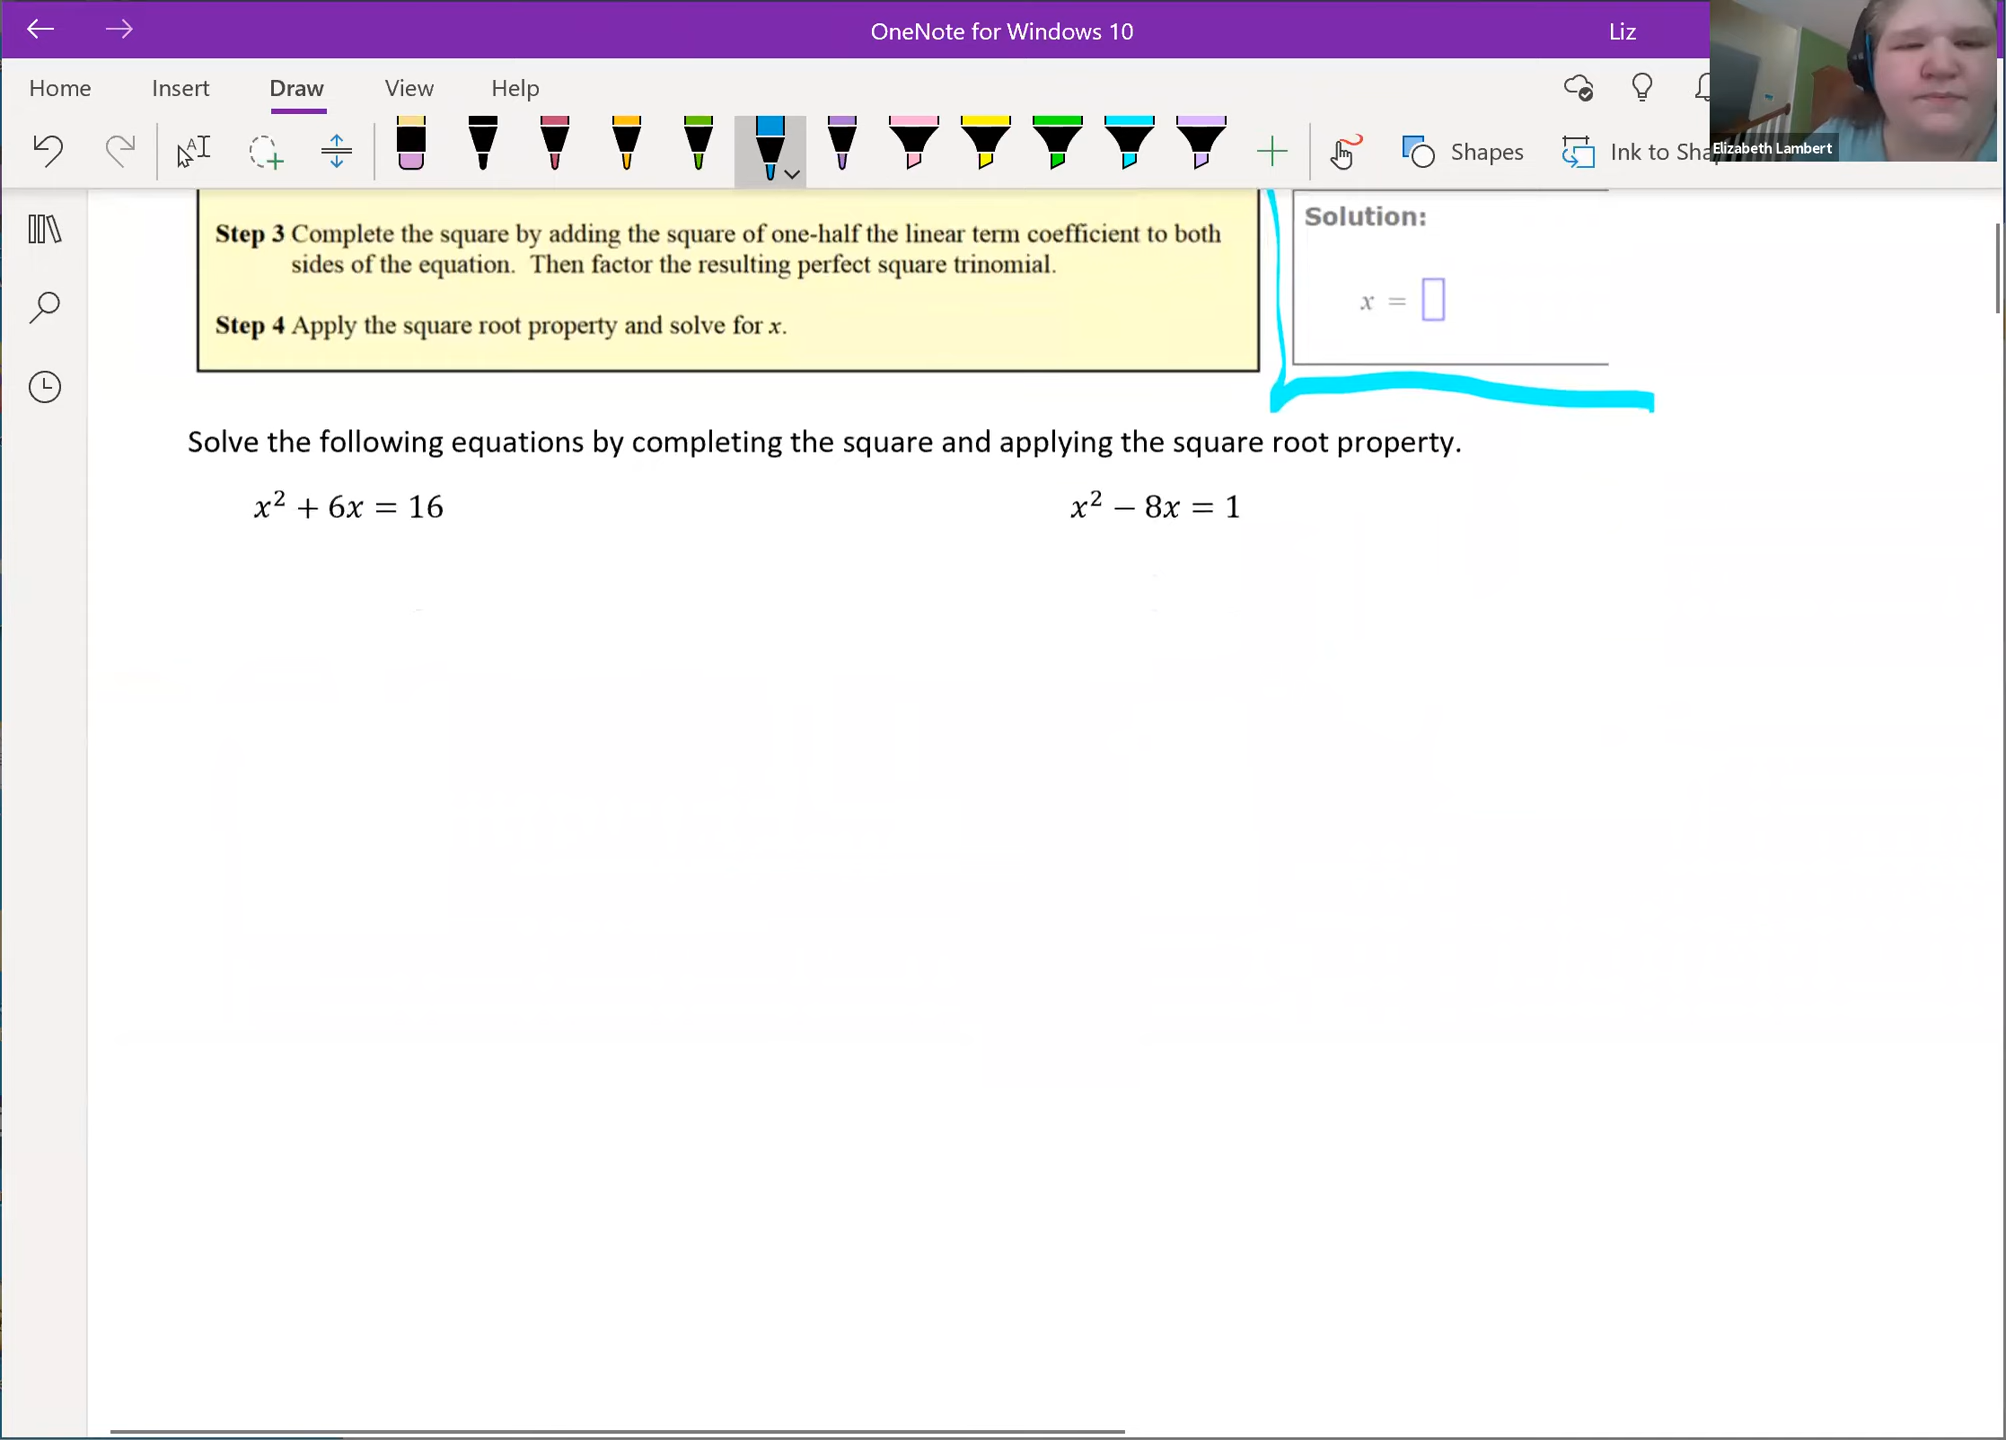 OneNote for Windows 10
Liz
Home Insert Draw View Help
Shapes
Ink to Sha
Elizabeth Lambert
Step 3 Complete the square by adding the square of one-half the linear term coefficient to both
sides of the equation. Then factor the resulting perfect square trinomial.
Step 4 Apply the square root property and solve for x.
Solution:
x =
Solve the following equations by completing the square and applying the square root property.
x² + 6x = 16
x² − 8x = 1